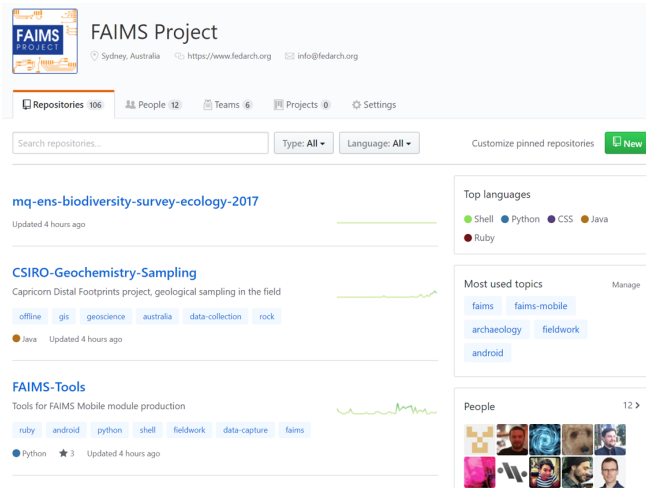 FAIMS
PROJECT
FAIMS Project
Sydney, Australia https://www.fedarch.org info@fedarch.org
Repositories 106 People 12 Teams 6 Projects 0 Settings
Search repositories... Type: All Language: All Customize pinned repositories New
mq-ens-biodiversity-survey-ecology-2017
Updated 4 hours ago
CSIRO-Geochemistry-Sampling
Capricorn Distal Footprints project, geological sampling in the field
offline gis geoscience australia data-collection rock
Java Updated 4 hours ago
FAIMS-Tools
Tools for FAIMS Mobile module production
ruby android python shell fieldwork data-capture faims
Python 3 Updated 4 hours ago
Top languages
Shell Python CSS Java
Ruby
Most used topics Manage
faims faims-mobile
archaeology fieldwork
android
People 12